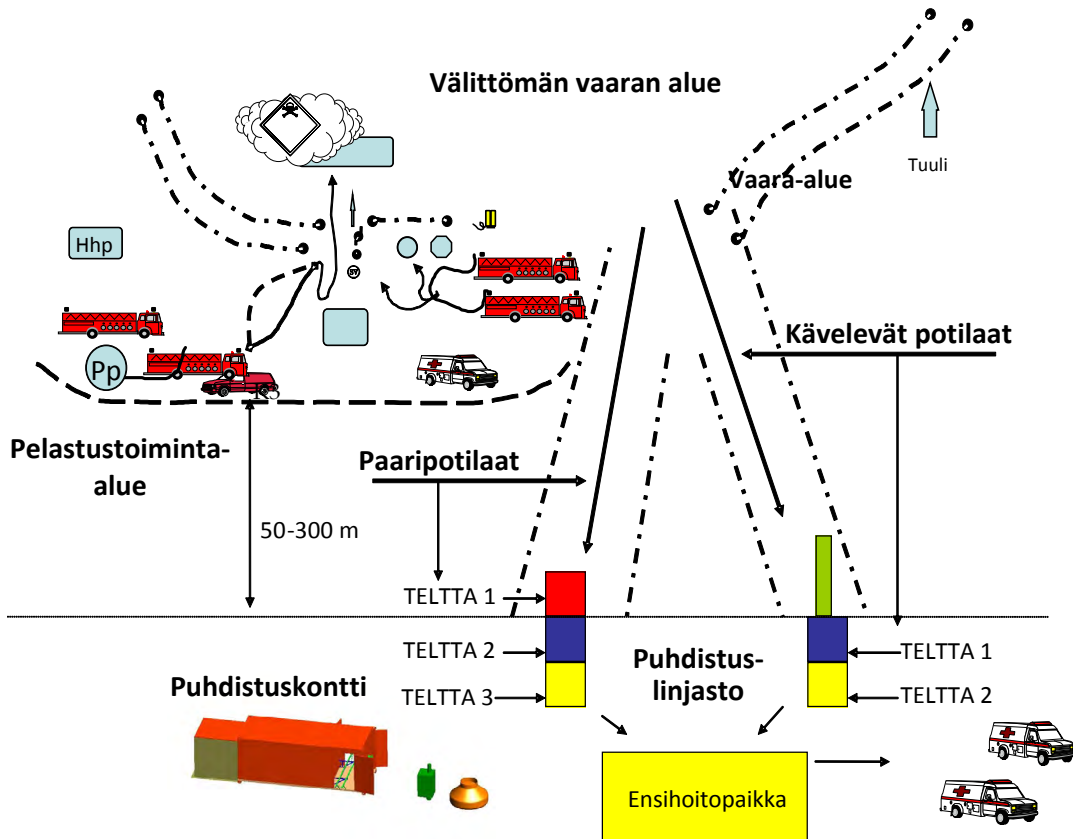 Välittömän vaaran alue
Tuuli
Vaara-alue
Hhp
SV
Kävelevät potilaat
Pp
Pelastustoiminta-
alue
Paaripotilaat
50-300 m
TELTTA 1
TELTTA 2
TELTTA 3
Puhdistus-
linjasto
TELTTA 1
TELTTA 2
Puhdistuskontti
Ensihoitopaikka